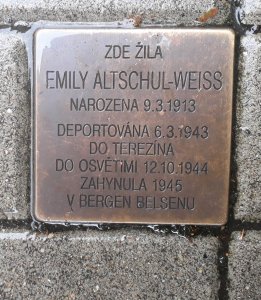 ZDE ŽILA
EMILY ALTSCHUL-WEISS
NAROZENA 9.3.1913
DEPORTOVÁNA 6.3.1943
DO TEREZÍNA
DO OSVĚTIMI 12.10.1944
ZAHYNULA 1945
V BERGEN BELSENU